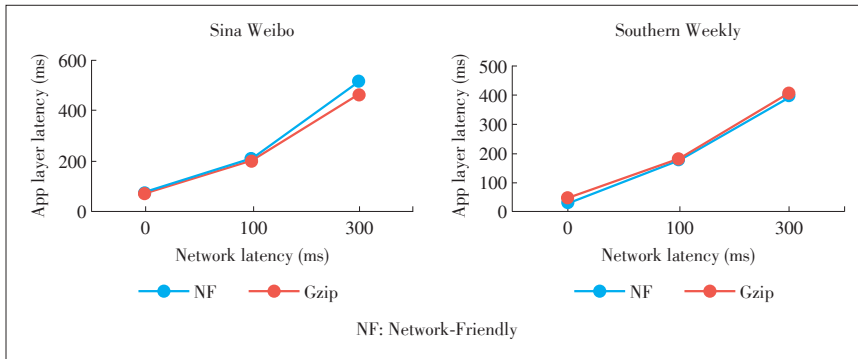 Sina Weibo
App layer latency (ms)
600
400
200
0
0 100 300
Network latency (ms)
NF Gzip
Southern Weekly
App layer latency (ms)
500
400
300
200
100
0
0 100 300
Network latency (ms)
NF Gzip
NF: Network-Friendly